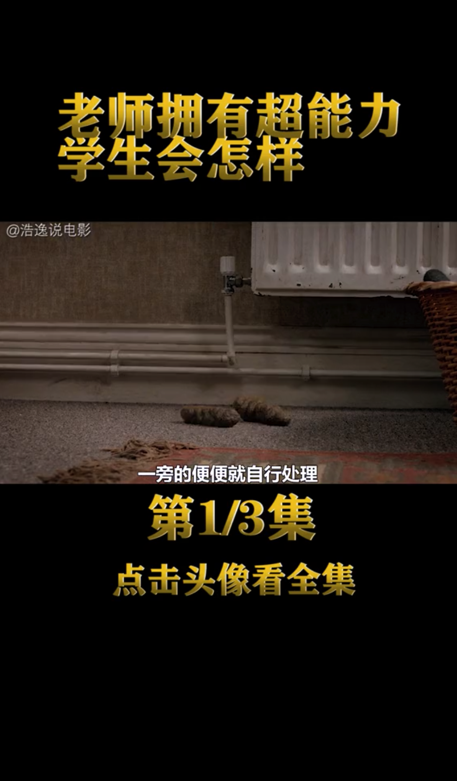 老师拥有超能力
学生会怎样
@浩逸说电影
一旁的便便就自行处理
第1/3集
点击头像看全集